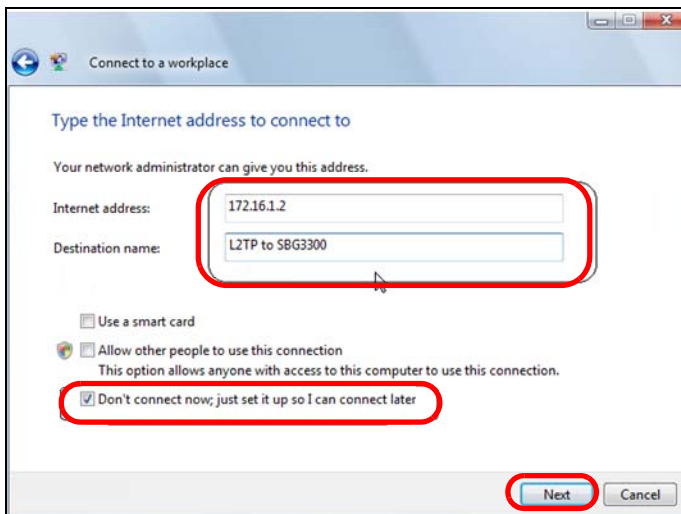 Connect to a workplace
Type the Internet address to connect to
Your network administrator can give you this address.
Internet address: 172.16.1.2
Destination name: L2TP to SBG3300
Use a smart card
Allow other people to use this connection
This option allows anyone with access to this computer to use this connection.
Don't connect now; just set it up so I can connect later
Next Cancel